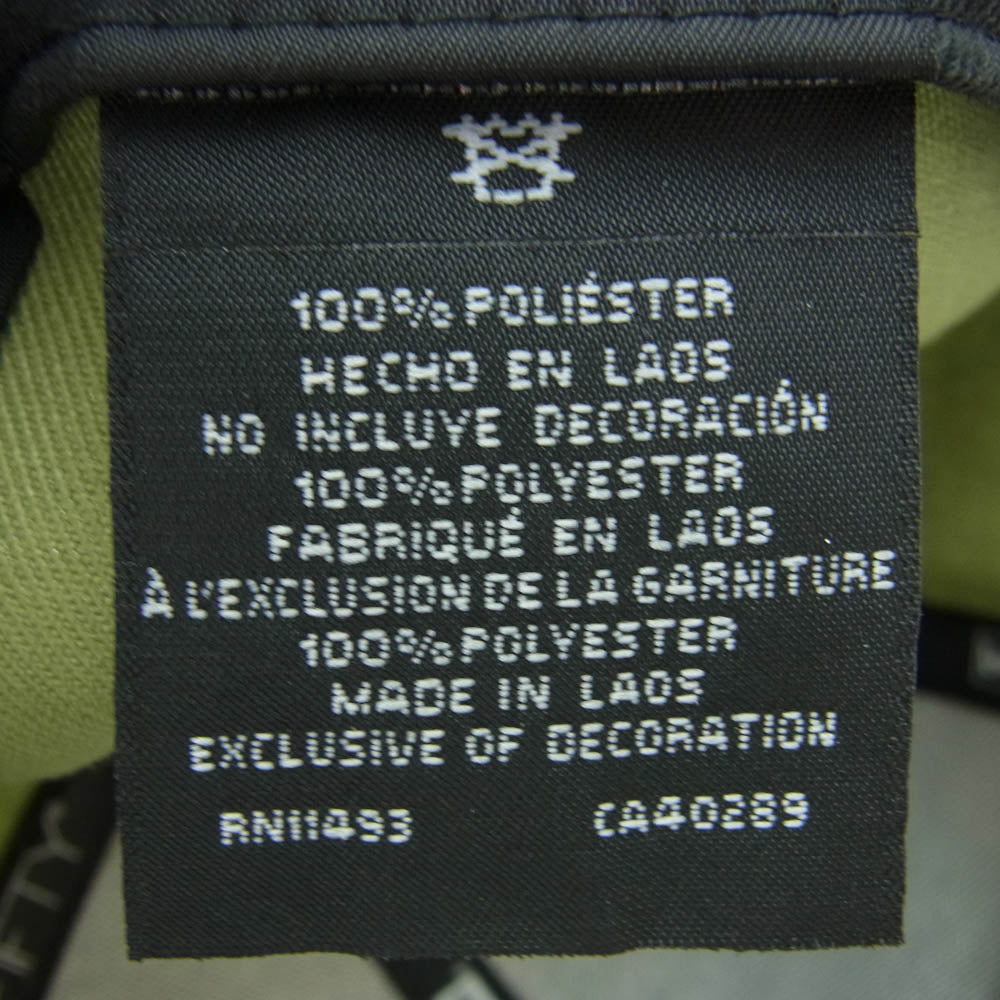 100% POLIÉSTER
HECHO EN LAOS
NO INCLUYE DECORACIÓN
100% POLYESTER
FABRIQUÉ EN LAOS
À L'EXCLUSION DE LA GARNITURE
100% POLYESTER
MADE IN LAOS
EXCLUSIVE OF DECORATION
RN11493 CA40289
FTY